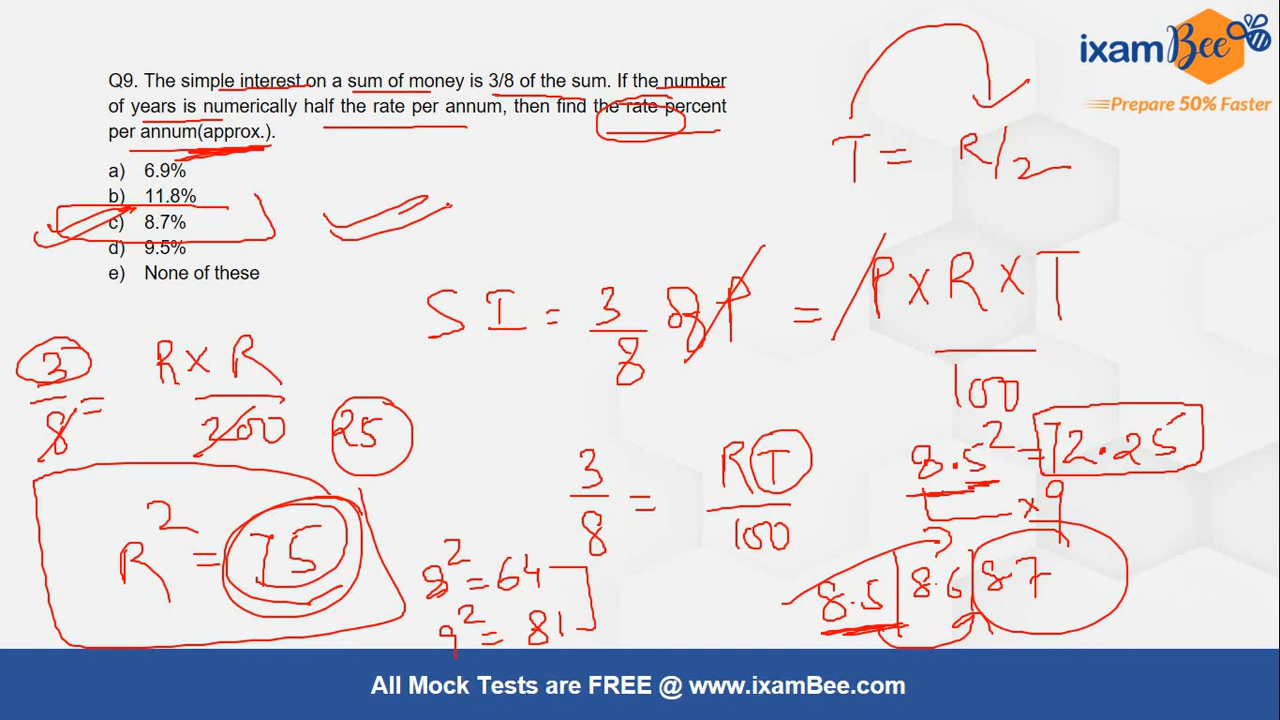 ixamBee
Prepare 50% Faster
Q9. The simple interest on a sum of money is 3/8 of the sum. If the number
of years is numerically half the rate per annum, then find the rate percent
per annum(approx.).
a) 6.9%
b) 11.8%
c) 8.7%
d) 9.5%
e) None of these
T = R/2
SI = 3/8 P = P x R x T / 100
3/8 = R x R / 200
25
3/8 = RT / 100
8.5² = 72.25
x 9
R² = 75
8² = 64
9² = 81
8.5 8.6 8.7
All Mock Tests are FREE @ www.ixamBee.com